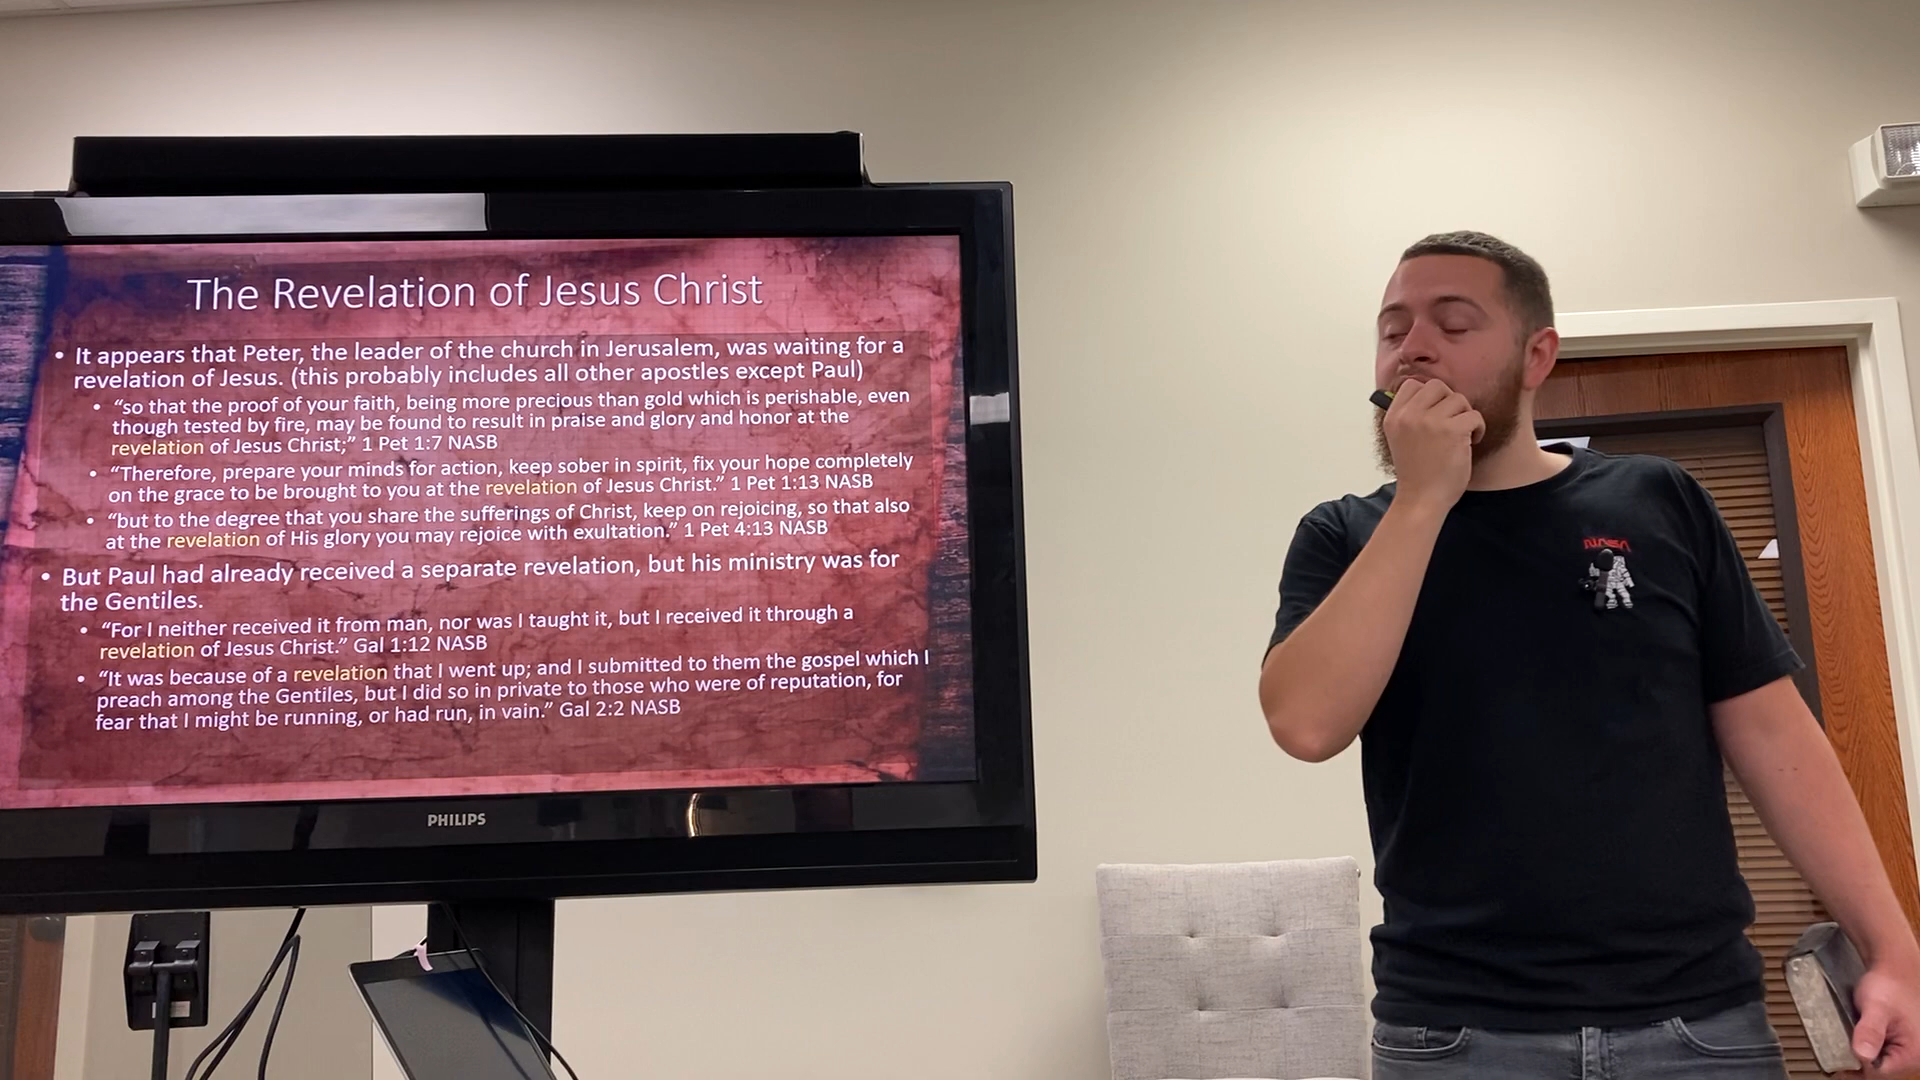 The Revelation of Jesus Christ
• It appears that Peter, the leader of the church in Jerusalem, was waiting for a
revelation of Jesus. (this probably includes all other apostles except Paul)
• “so that the proof of your faith, being more precious than gold which is perishable, even
though tested by fire, may be found to result in praise and glory and honor at the
revelation of Jesus Christ;” 1 Pet 1:7 NASB
• “Therefore, prepare your minds for action, keep sober in spirit, fix your hope completely
on the grace to be brought to you at the revelation of Jesus Christ.” 1 Pet 1:13 NASB
• “but to the degree that you share the sufferings of Christ, keep on rejoicing, so that also
at the revelation of His glory you may rejoice with exultation.” 1 Pet 4:13 NASB
• But Paul had already received a separate revelation, but his ministry was for
the Gentiles.
• “For I neither received it from man, nor was I taught it, but I received it through a
revelation of Jesus Christ.” Gal 1:12 NASB
• “It was because of a revelation that I went up; and I submitted to them the gospel which I
preach among the Gentiles, but I did so in private to those who were of reputation, for
fear that I might be running, or had run, in vain.” Gal 2:2 NASB
PHILIPS
NASA